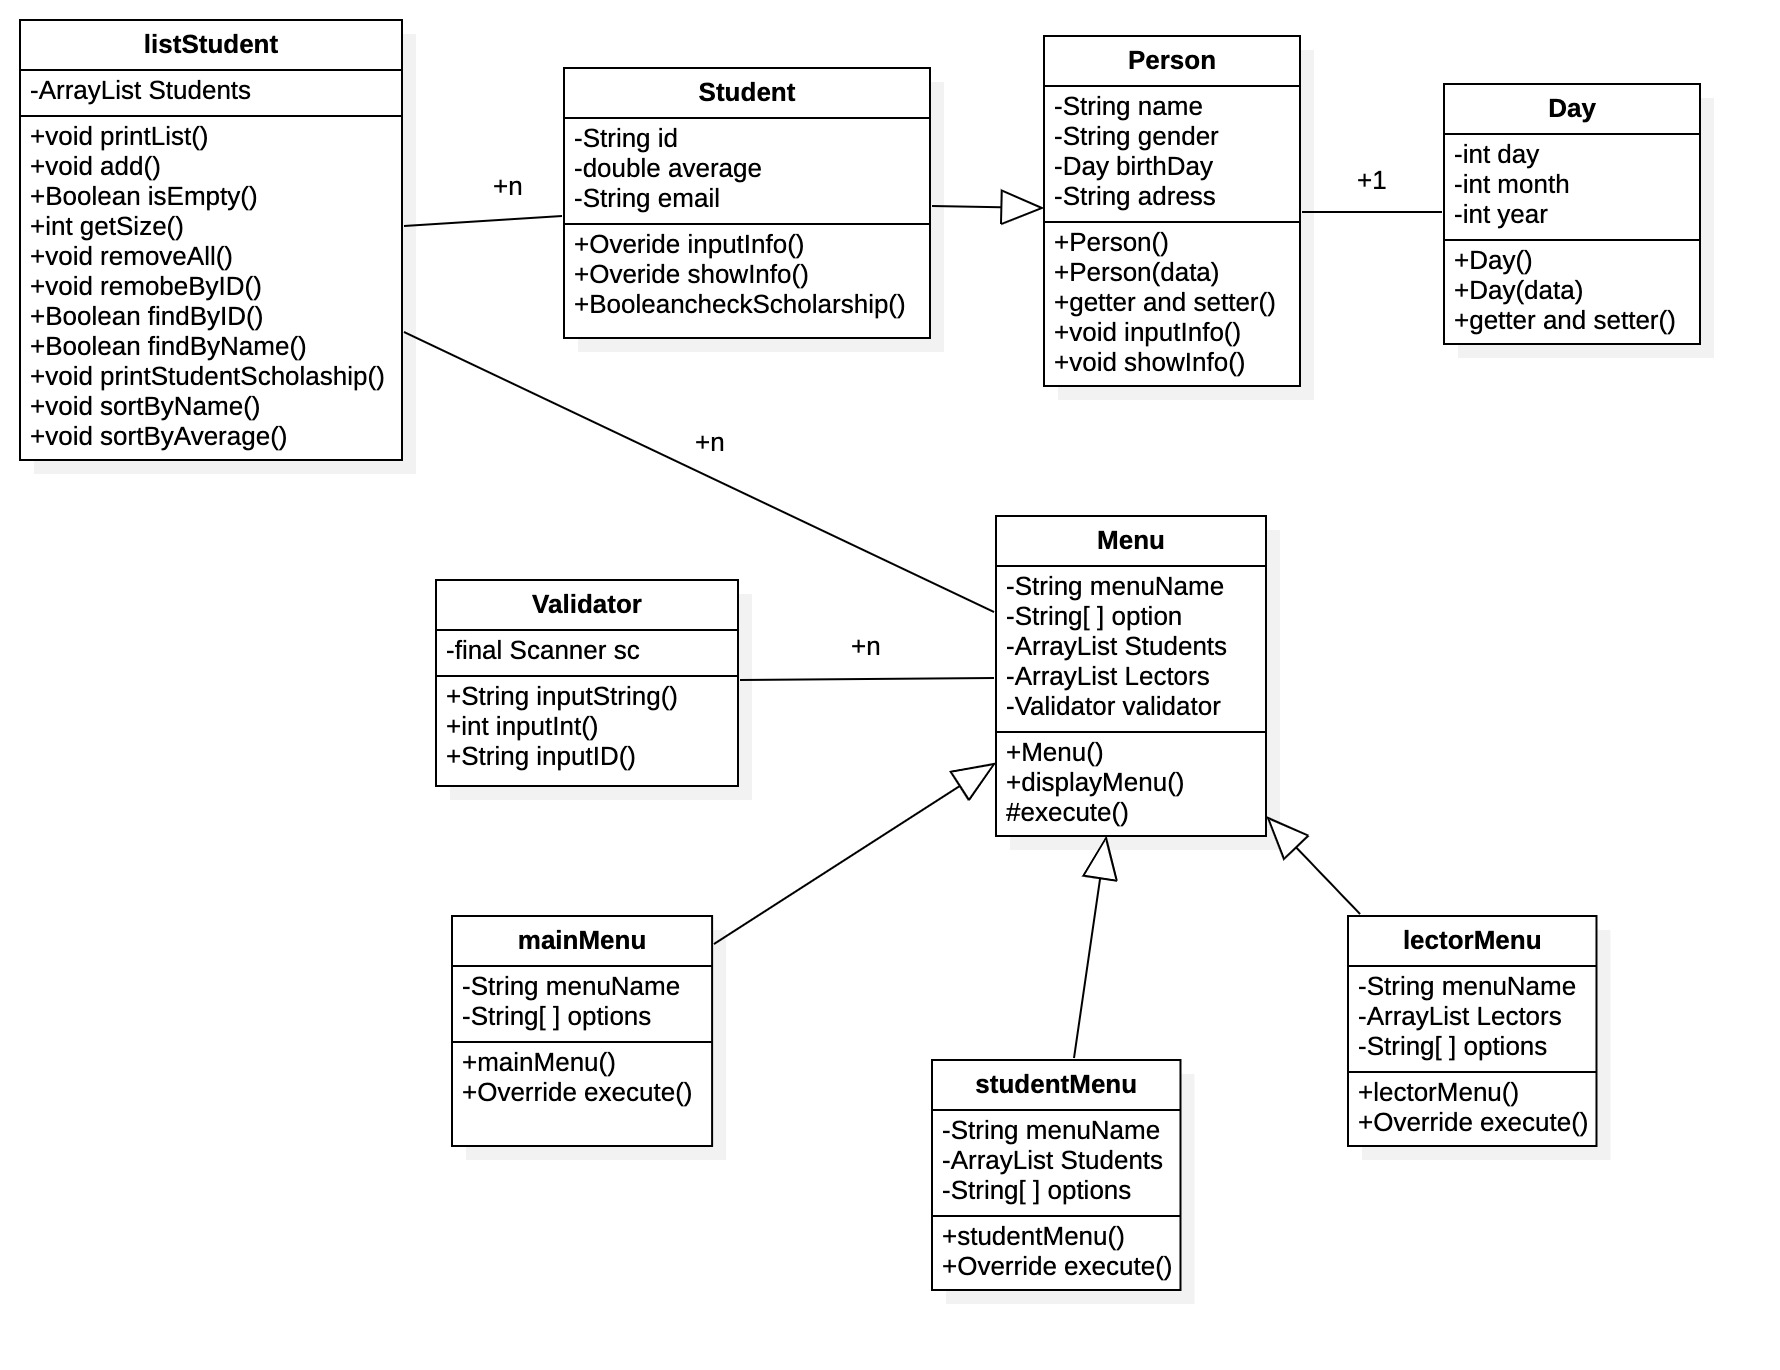 listStudent
-ArrayList Students
+void printList()
+void add()
+Boolean isEmpty()
+int getSize()
+void removeAll()
+void remobeByID()
+Boolean findByID()
+Boolean findByName()
+void printStudentScholaship()
+void sortByName()
+void sortByAverage()
+n
Student
-String id
-double average
-String email
+Overide inputInfo()
+Overide showInfo()
+BooleancheckScholarship()
Person
-String name
-String gender
-Day birthDay
-String adress
+Person()
+Person(data)
+getter and setter()
+void inputInfo()
+void showInfo()
+1
Day
-int day
-int month
-int year
+Day()
+Day(data)
+getter and setter()
+n
Validator
-final Scanner sc
+String inputString()
+int inputInt()
+String inputID()
+n
Menu
-String menuName
-String[ ] option
-ArrayList Students
-ArrayList Lectors
-Validator validator
+Menu()
+displayMenu()
#execute()
mainMenu
-String menuName
-String[ ] options
+mainMenu()
+Override execute()
studentMenu
-String menuName
-ArrayList Students
-String[ ] options
+studentMenu()
+Override execute()
lectorMenu
-String menuName
-ArrayList Lectors
-String[ ] options
+lectorMenu()
+Override execute()